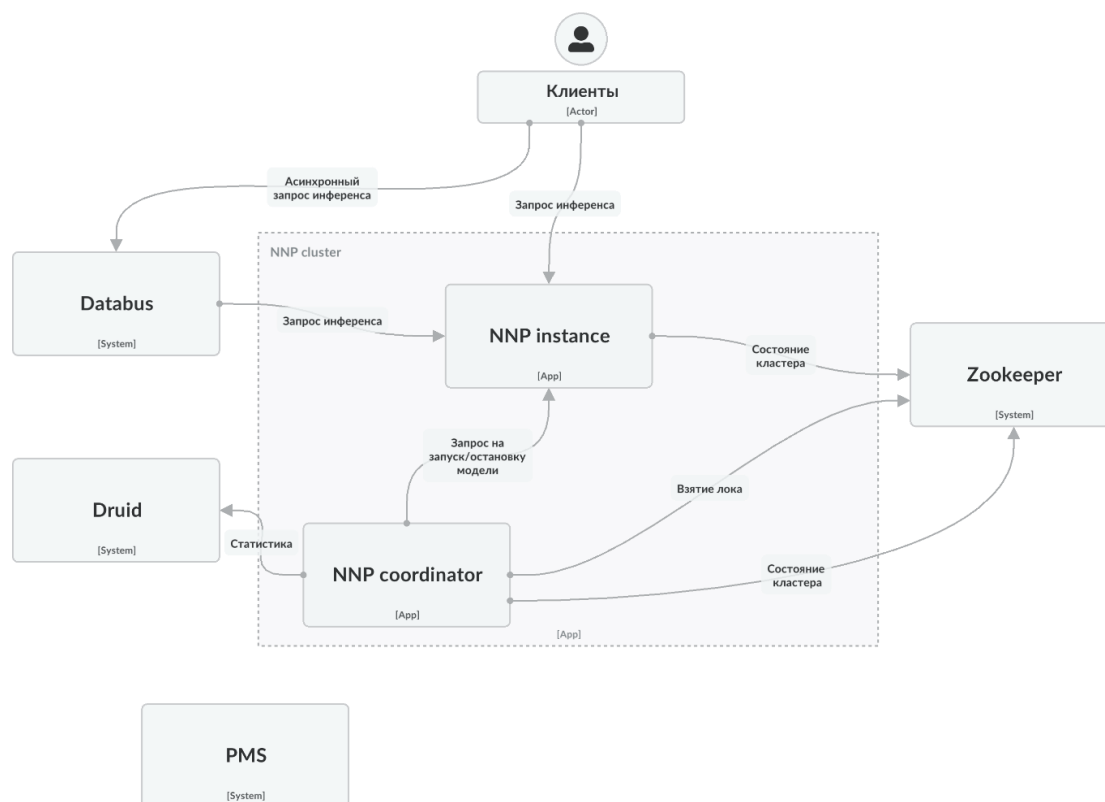 Клиенты
[Actor]
Асинхронный
запрос инференса
Запрос инференса
NNP cluster
Databus
[System]
Запрос инференса
NNP instance
[App]
Состояние
кластера
Zookeeper
[System]
Запрос на
запуск/остановку
модели
Взятие лока
Druid
[System]
Статистика
NNP coordinator
[App]
Состояние
кластера
[App]
PMS
[System]